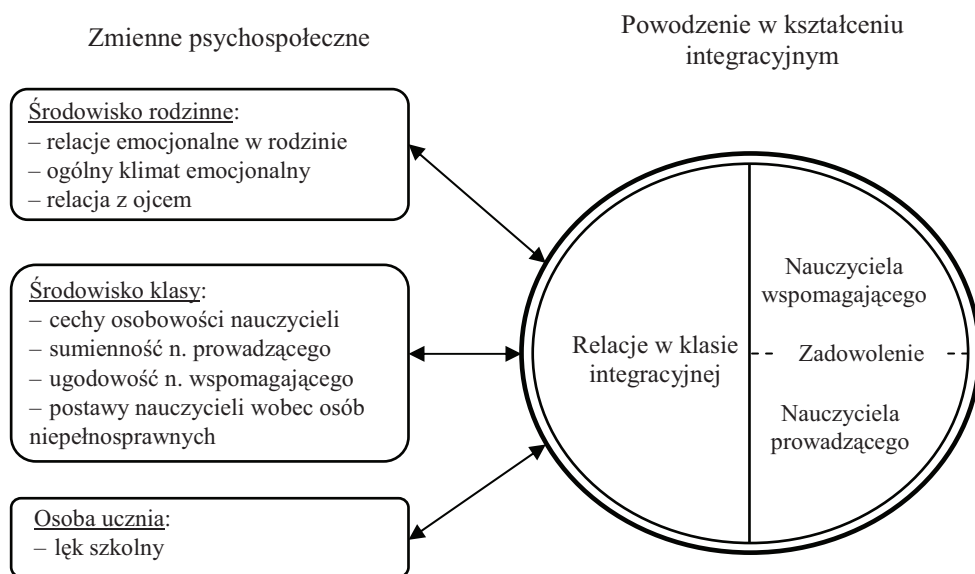 Zmienne psychospołeczne
Powodzenie w kształceniu
integracyjnym
Środowisko rodzinne:
– relacje emocjonalne w rodzinie
– ogólny klimat emocjonalny
– relacja z ojcem
Środowisko klasy:
– cechy osobowości nauczycieli
– sumienność n. prowadzącego
– ugodowość n. wspomagającego
– postawy nauczycieli wobec osób
niepełnosprawnych
Osoba ucznia:
– lęk szkolny
Relacje w klasie
integracyjnej
Nauczyciela
wspomagającego
Zadowolenie
Nauczyciela
prowadzącego